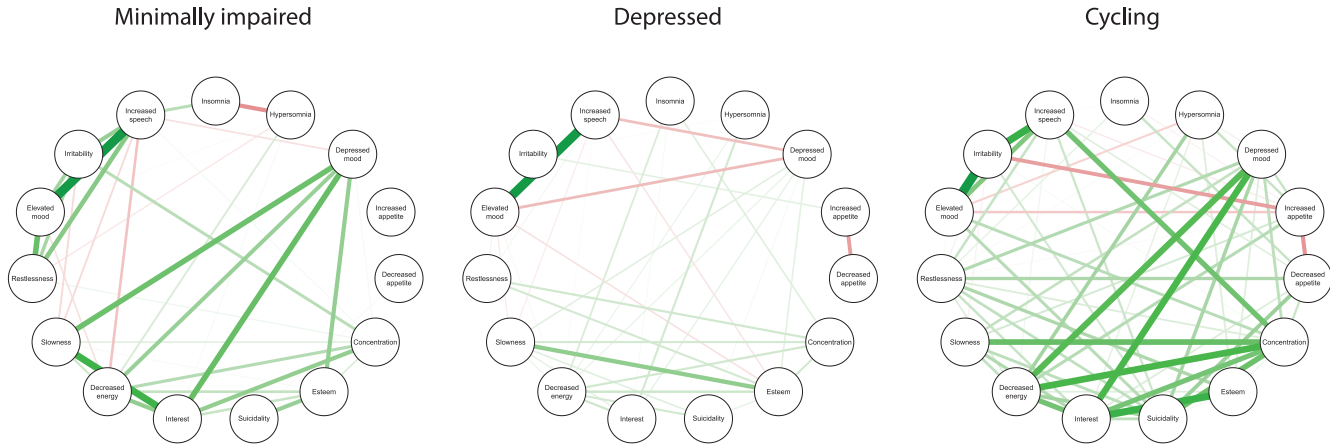 Minimally impaired
Depressed
Cycling
Increased
speech
Insomnia
Hypersomnia
Irritability
Depressed
mood
Elevated
mood
Increased
appetite
Restlessness
Decreased
appetite
Slowness
Concentration
Decreased
energy
Esteem
Interest
Suicidality
Increased
speech
Insomnia
Hypersomnia
Irritability
Depressed
mood
Elevated
mood
Increased
appetite
Restlessness
Decreased
appetite
Slowness
Concentration
Decreased
energy
Esteem
Interest
Suicidality
Increased
speech
Insomnia
Hypersomnia
Irritability
Depressed
mood
Elevated
mood
Increased
appetite
Restlessness
Decreased
appetite
Slowness
Concentration
Decreased
energy
Esteem
Interest
Suicidality